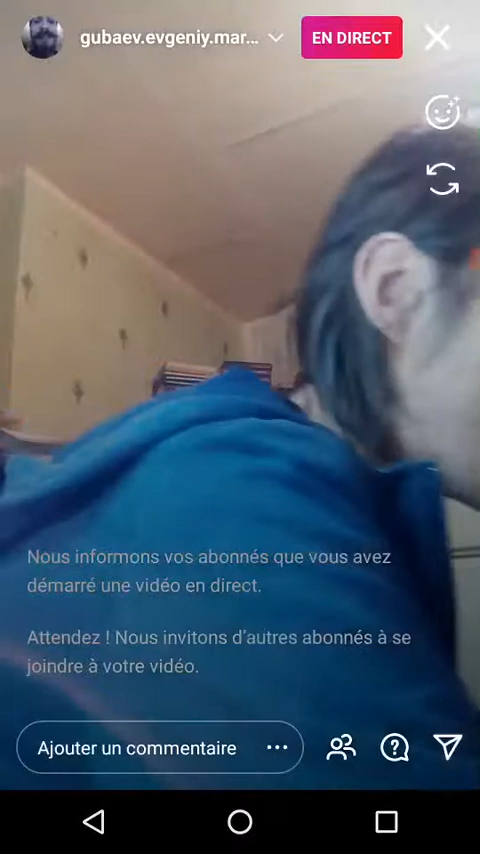 gubaev.evgeniy.mar...
EN DIRECT
Nous informons vos abonnés que vous avez
démarré une vidéo en direct.
Attendez ! Nous invitons d'autres abonnés à se
joindre à votre vidéo.
Ajouter un commentaire